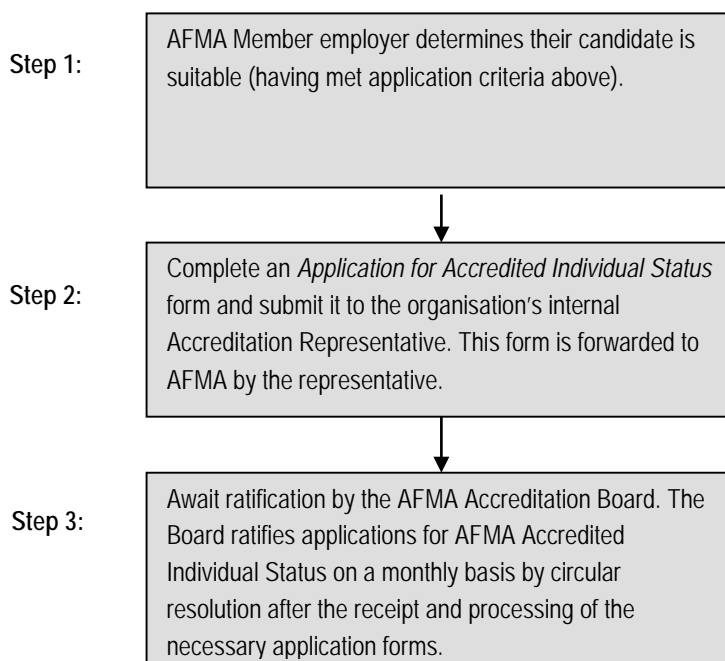 Step 1:
AFMA Member employer determines their candidate is
suitable (having met application criteria above).
Step 2:
Complete an Application for Accredited Individual Status
form and submit it to the organisation's internal
Accreditation Representative. This form is forwarded to
AFMA by the representative.
Step 3:
Await ratification by the AFMA Accreditation Board. The
Board ratifies applications for AFMA Accredited
Individual Status on a monthly basis by circular
resolution after the receipt and processing of the
necessary application forms.